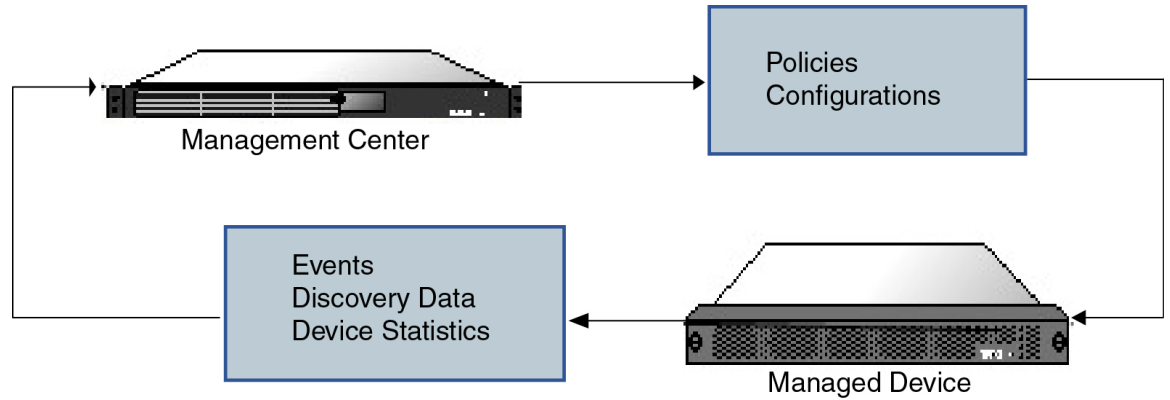 Policies
Configurations
Management Center
Events
Discovery Data
Device Statistics
Managed Device